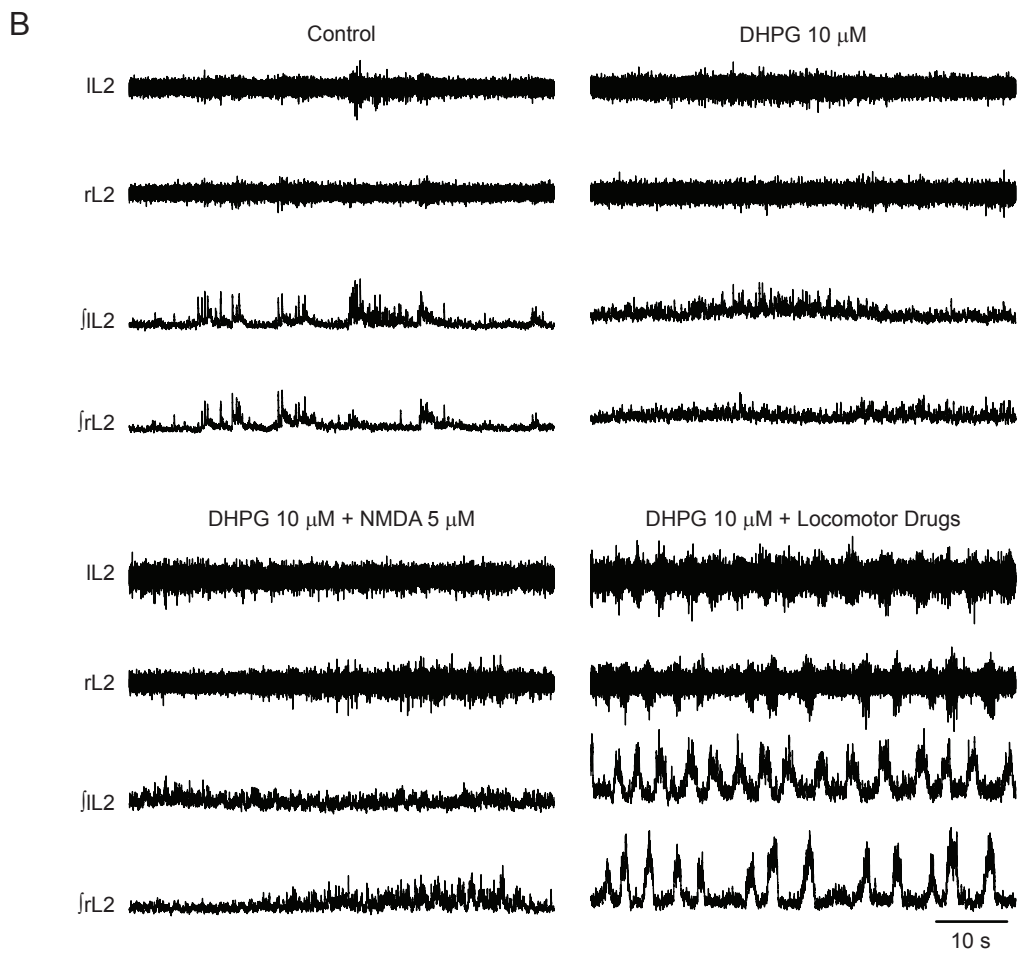 B
Control
DHPG 10 μM
lL2
rL2
∫lL2
∫rL2
DHPG 10 μM + NMDA 5 μM
DHPG 10 μM + Locomotor Drugs
lL2
rL2
∫lL2
∫rL2
10 s